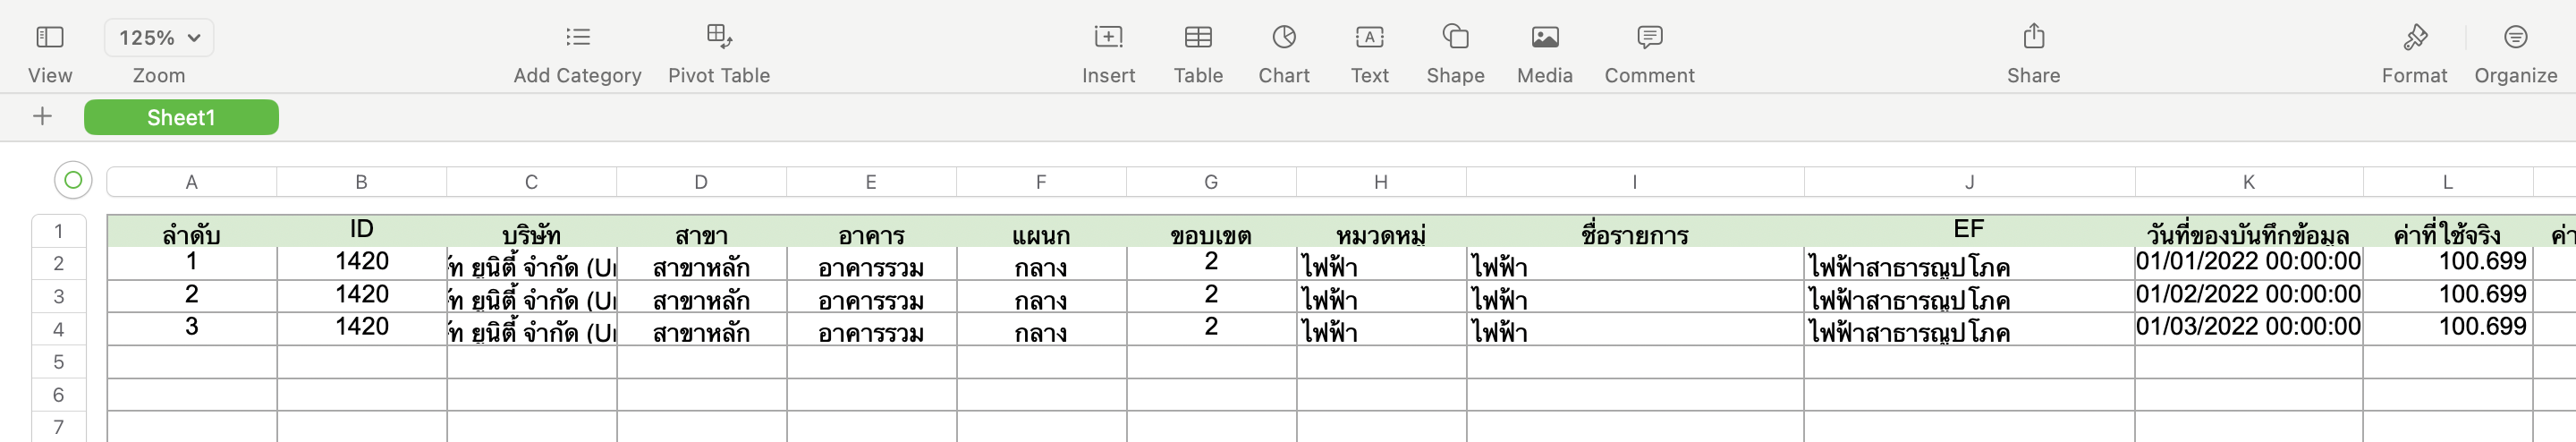 125%
View Zoom Add Category Pivot Table Insert Table Chart Text Shape Media Comment Share Format Organize
Sheet1
A B C D E F G H I J K L
1 ลำดับ ID บริษัท สาขา อาคาร แผนก ขอบเขต หมวดหมู่ ชื่อรายการ EF วันที่ของบันทึกข้อมูล ค่าที่ใช้จริง ค่า
2 1 1420 ยูนิตี้ จำกัด สาขาหลัก อาคารรวม กลาง 2 ไฟฟ้า ไฟฟ้า ไฟฟ้าสาธารณูปโภค 01/01/2022 00:00:00 100.699
3 2 1420 ยูนิตี้ จำกัด สาขาหลัก อาคารรวม กลาง 2 ไฟฟ้า ไฟฟ้า ไฟฟ้าสาธารณูปโภค 01/02/2022 00:00:00 100.699
4 3 1420 ยูนิตี้ จำกัด สาขาหลัก อาคารรวม กลาง 2 ไฟฟ้า ไฟฟ้า ไฟฟ้าสาธารณูปโภค 01/03/2022 00:00:00 100.699
5
6
7